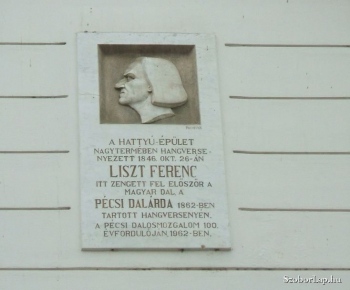 A HATTYÚ-ÉPÜLET
NAGYTERMÉBEN HANGVERSE-
NYEZETT 1846. OKT. 26-ÁN
LISZT FERENC
ITT ZENGETT FEL ELŐSZÖR A
MAGYAR DAL A
PÉCSI DALÁRDA 1862-BEN
TARTOTT HANGVERSENYÉN.
A PÉCSI DALOSMOZGALOM 100.
ÉVFORDULÓJÁN, 1962-BEN.
Szoborlap.hu